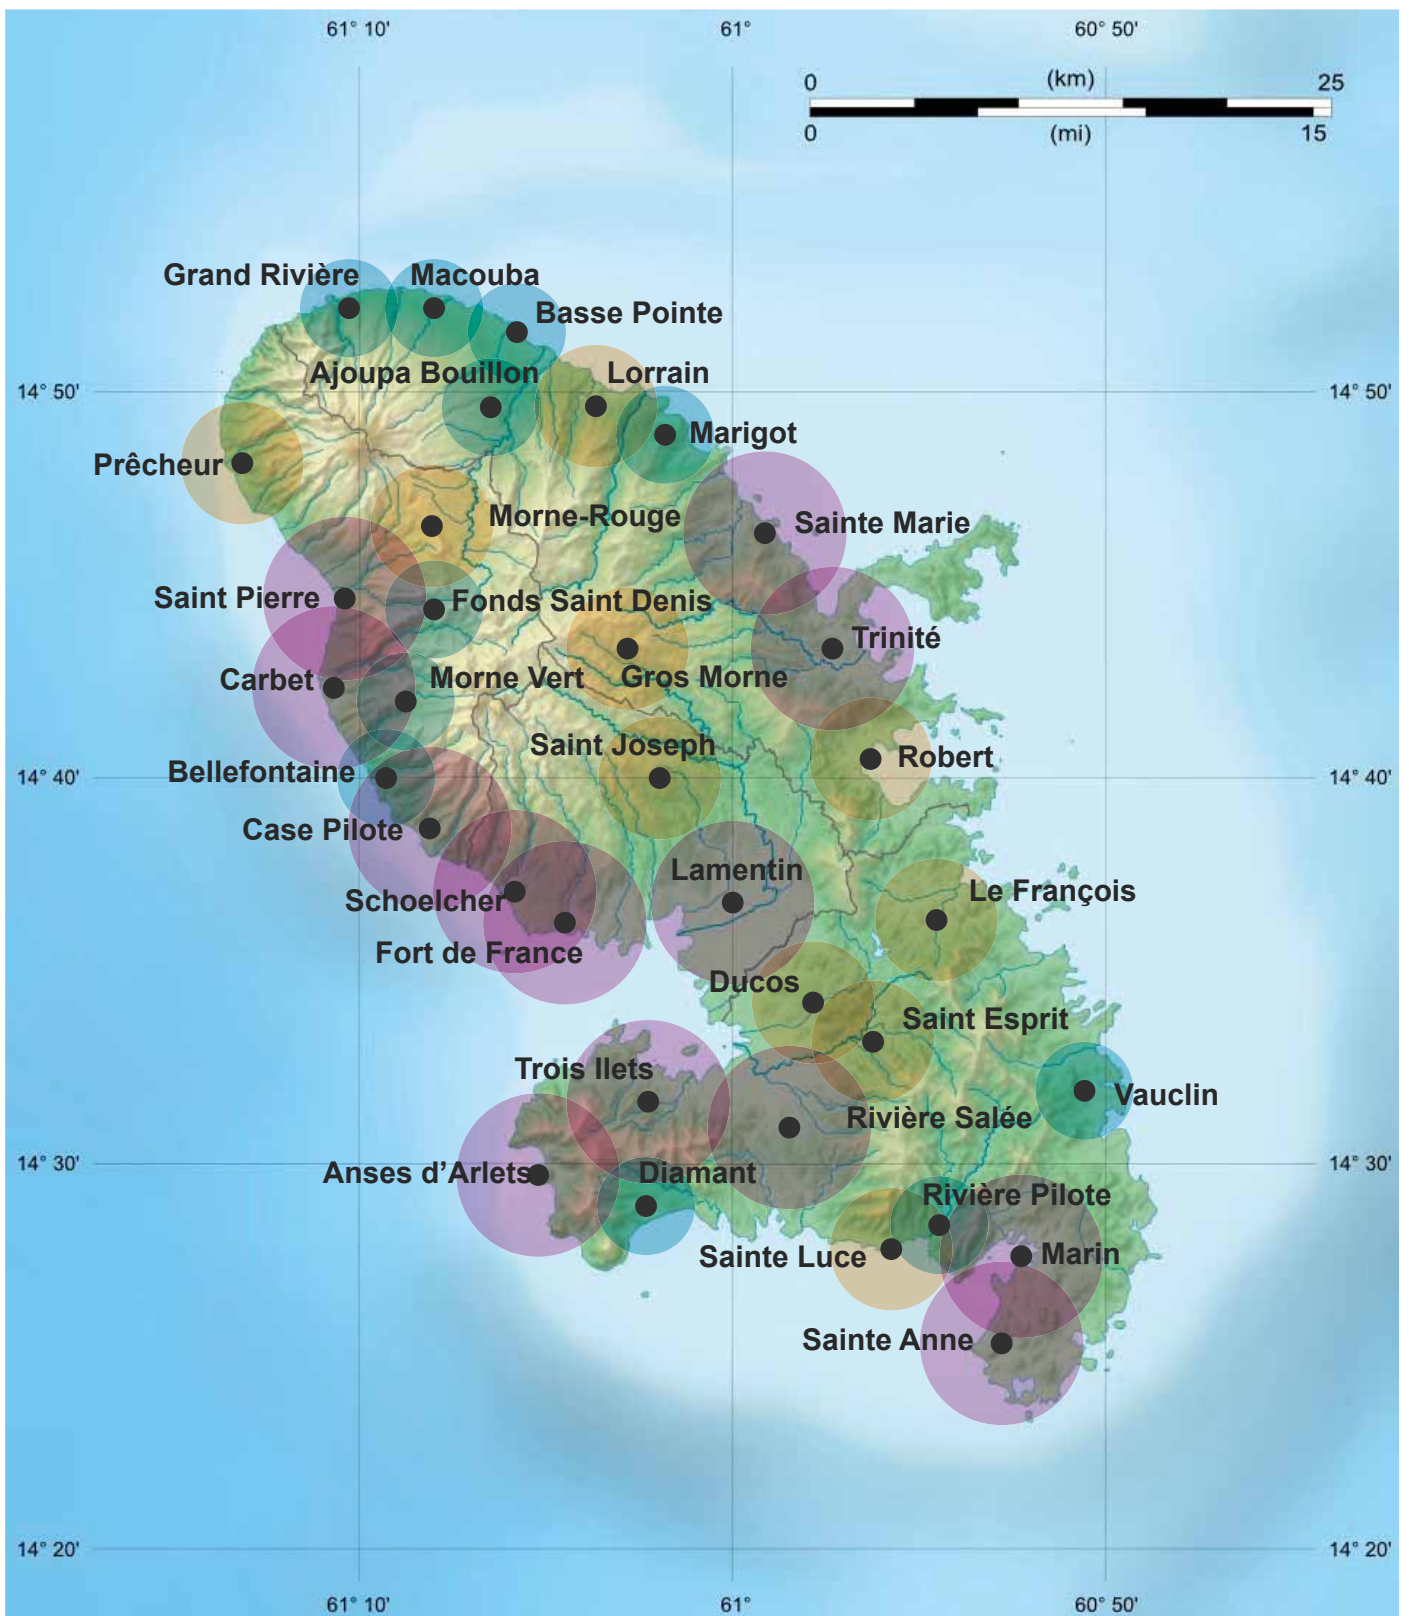 61° 10'
61°
60° 50'
0
(km)
25
0
(mi)
15
Grand Rivière
Macouba
Basse Pointe
Ajoupa Bouillon
Lorrain
14° 50'
14° 50'
Marigot
Prêcheur
Morne-Rouge
Sainte Marie
Saint Pierre
Fonds Saint Denis
Trinité
Carbet
Morne Vert
Gros Morne
Saint Joseph
Robert
Bellefontaine
14° 40'
14° 40'
Case Pilote
Lamentin
Le François
Schoelcher
Fort de France
Ducos
Saint Esprit
Trois Ilets
Vauclin
Rivière Salée
14° 30'
14° 30'
Anses d’Arlets
Diamant
Rivière Pilote
Sainte Luce
Marin
Sainte Anne
14° 20'
14° 20'
61° 10'
61°
60° 50'